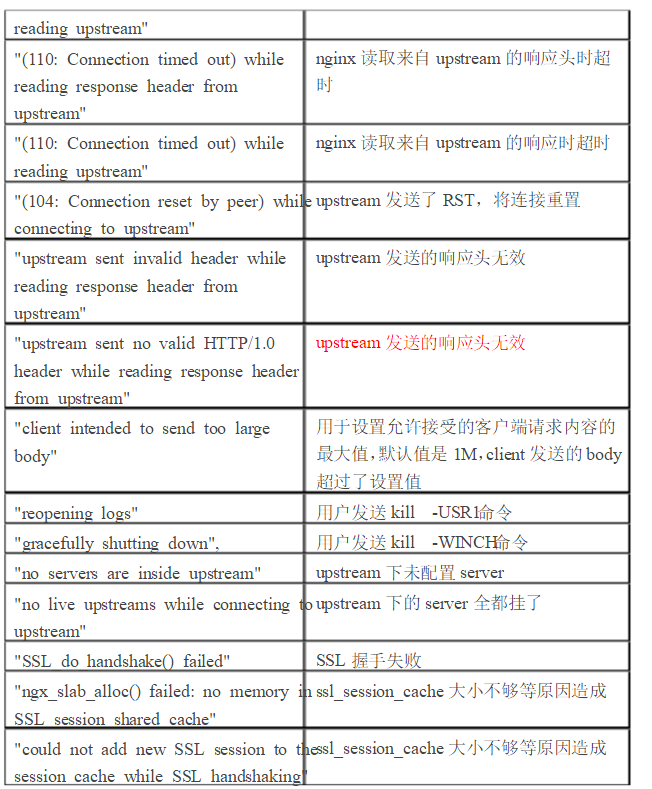 reading upstream"
"(110: Connection timed out) while
reading response header from
upstream"
nginx 读取来自 upstream 的响应头时超
时
"(110: Connection timed out) while
reading upstream"
nginx 读取来自 upstream 的响应时超时
"(104: Connection reset by peer) while
connecting to upstream"
upstream 发送了 RST，将连接重置
"upstream sent invalid header while
reading response header from
upstream"
upstream 发送的响应头无效
"upstream sent no valid HTTP/1.0
header while reading response header
from upstream"
upstream 发送的响应头无效
"client intended to send too large
body"
用于设置允许接受的客户端请求内容的
最大值，默认值是 1M，client 发送的 body
超过了设置值
"reopening logs"
用户发送 kill -USR1命令
"gracefully shutting down",
用户发送 kill -WINCH命令
"no servers are inside upstream"
upstream 下未配置 server
"no live upstreams while connecting to
upstream"
upstream 下的 server 全都挂了
"SSL do handshake() failed"
SSL 握手失败
"ngx_slab_alloc() failed: no memory in
SSL session shared cache"
ssl_session_cache 大小不够等原因造成
"could not add new SSL session to the
session cache while SSL handshaking"
ssl_session_cache 大小不够等原因造成